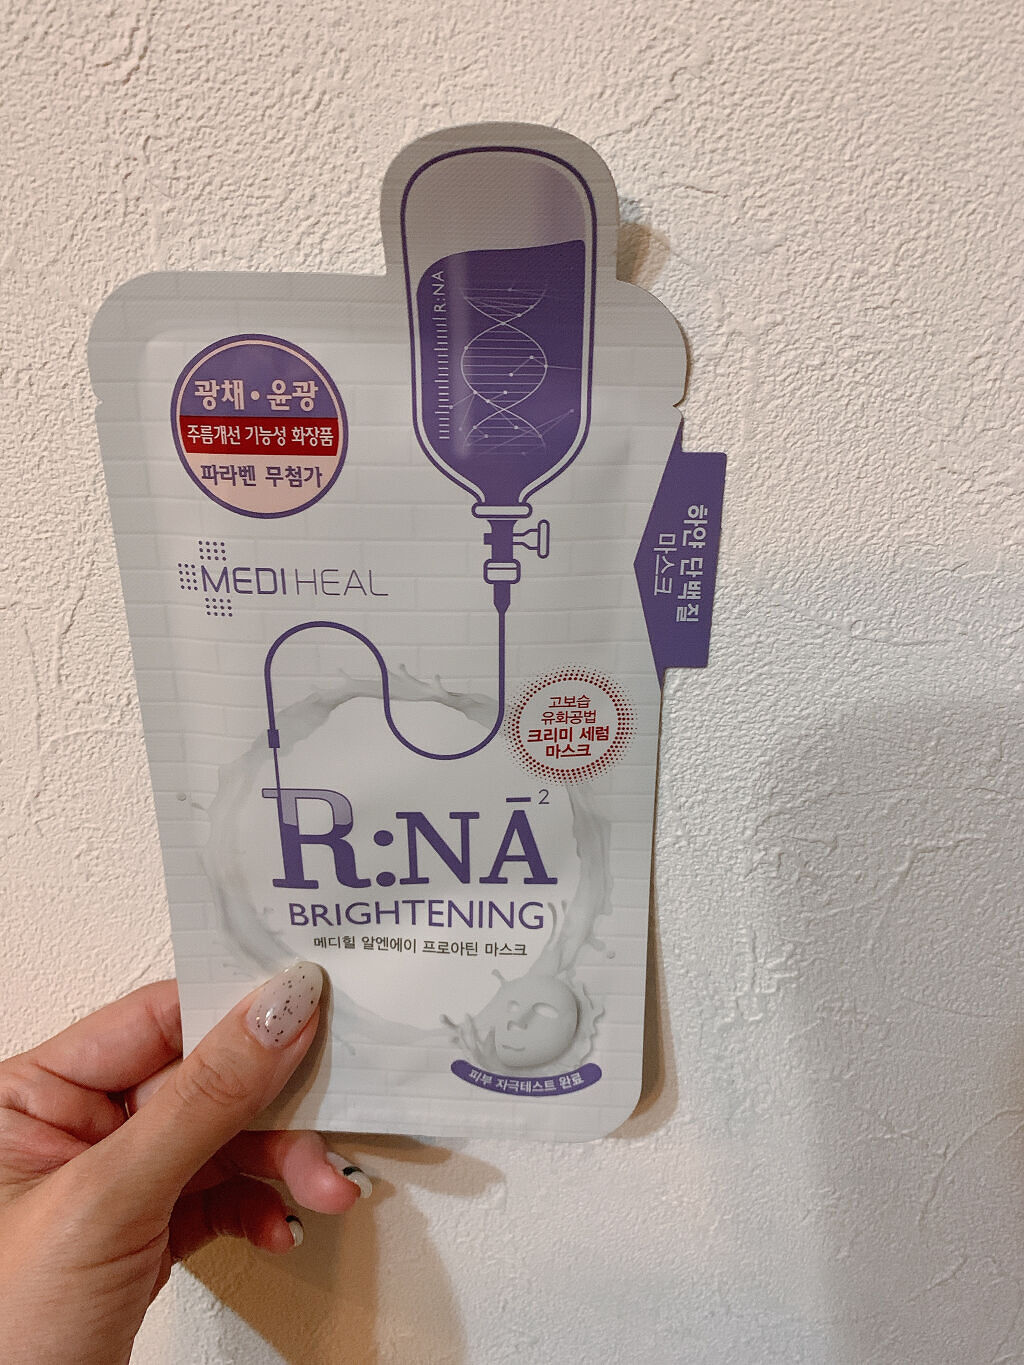 R:NA
광채•윤광
주름개선 기능성 화장품
파라벤 무첨가
MEDIHEAL
하얀 단백질
마스크
고보습
유화공법
크리미 세럼
마스크
R:NĀ²
BRIGHTENING
메디힐 알엔에이 프로아틴 마스크
피부 자극테스트 완료